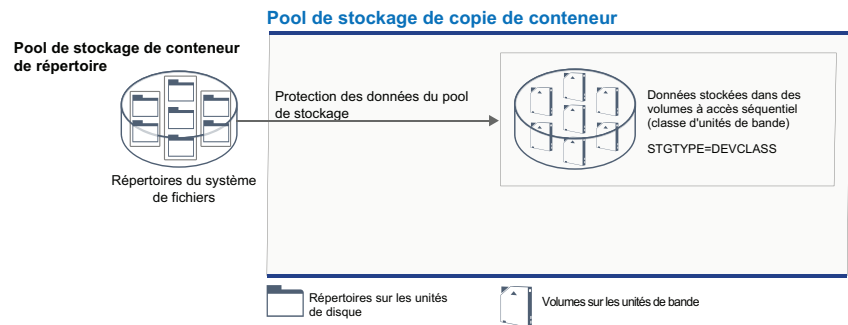 Pool de stockage de copie de conteneur
Pool de stockage de conteneur
de répertoire
Protection des données du pool
de stockage
Données stockées dans des
volumes à accès séquentiel
(classe d'unités de bande)
STGTYPE=DEVCLASS
Répertoires du système
de fichiers
Répertoires sur les unités
de disque
Volumes sur les unités de bande